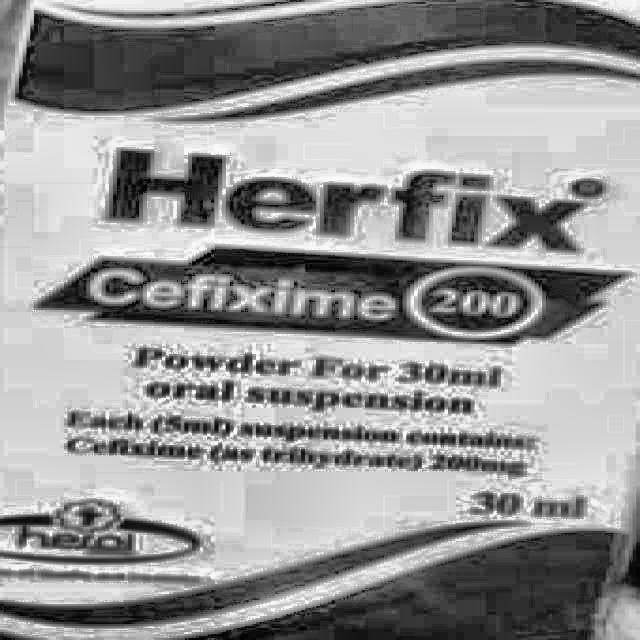 Herfix®
Cefixime 200
Powder For 30ml
oral suspension
Each (5ml) suspension contains
Cefixime (as trihydrate) 200mg
30 ml